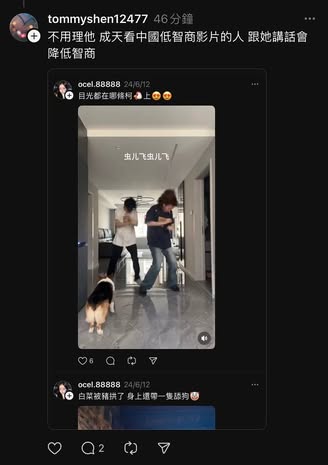 tommyshen12477 46分鐘
不用理他 成天看中國低智商影片的人 跟她講話會
降低智商
ocel.88888 24/6/12
目光都在哪條柯🐶上😍😍
虫儿飞虫儿飞
6
ocel.88888 24/6/12
白菜被豬拱了 身上還帶一隻舔狗🤡
2